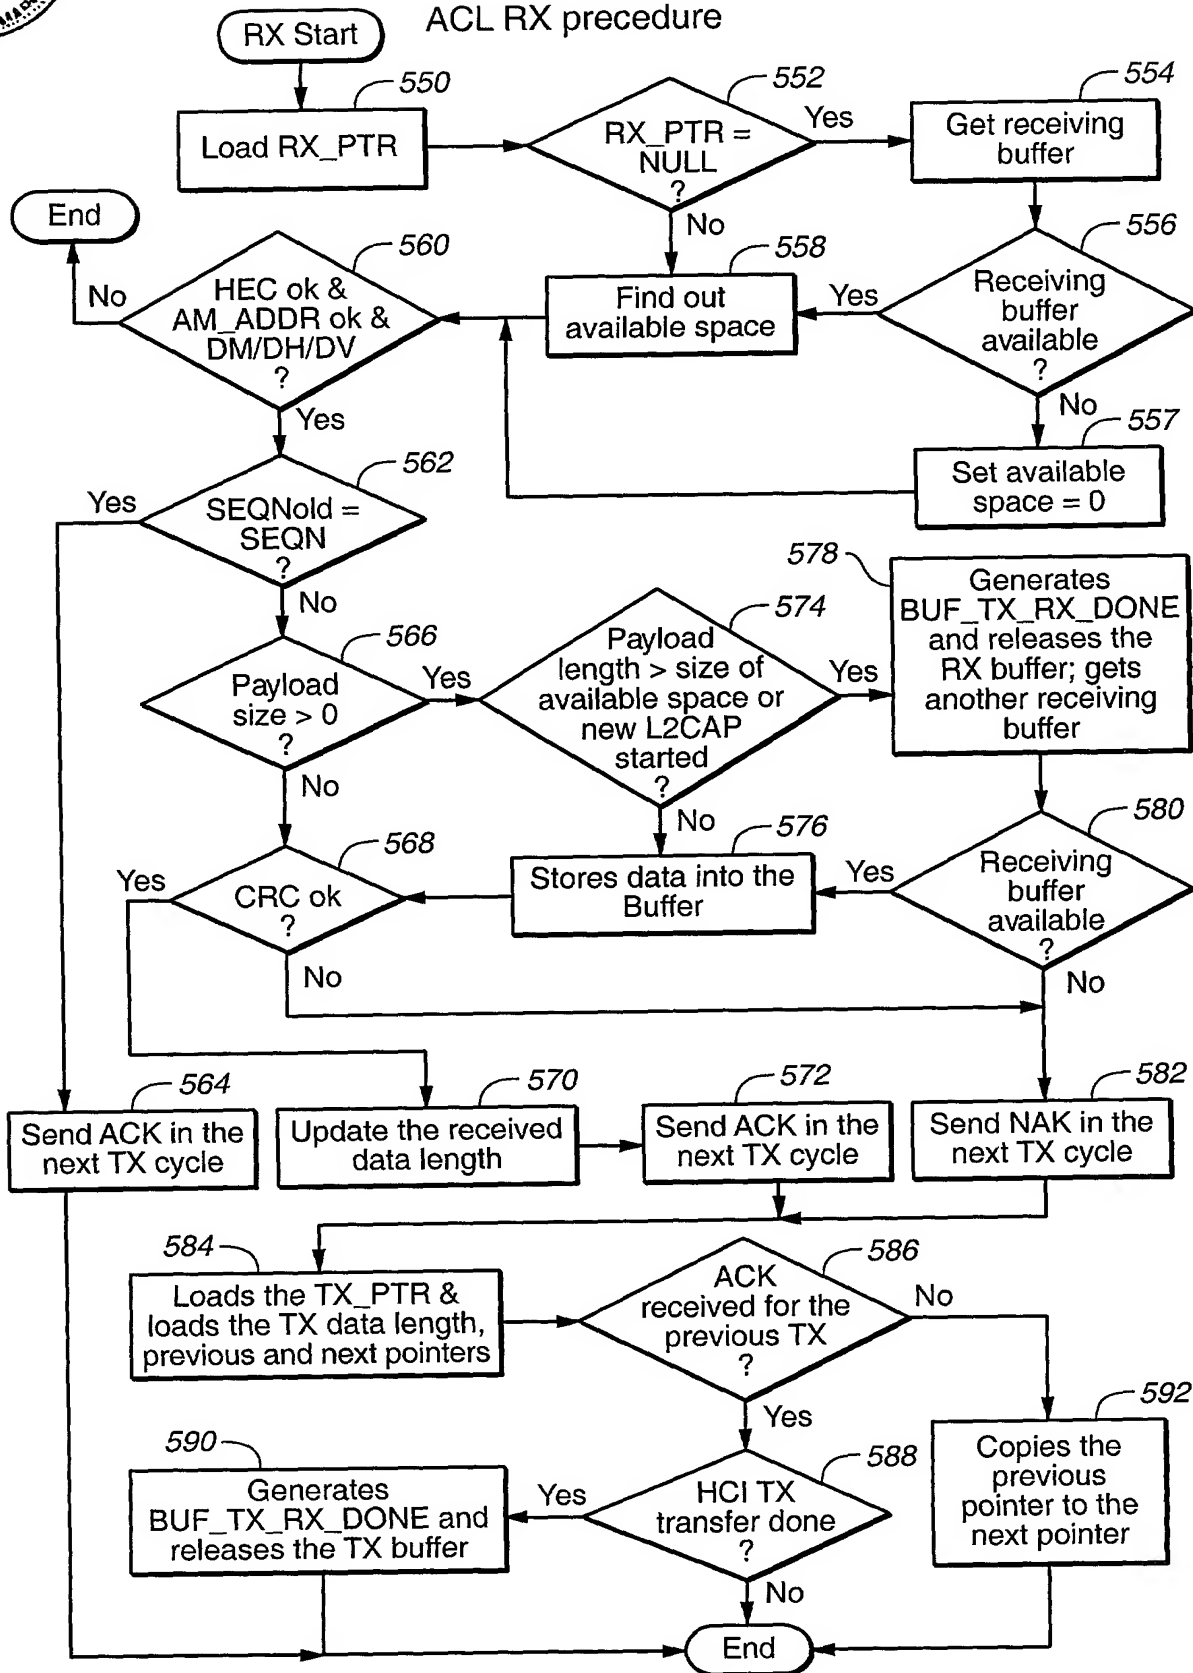 ACL RX precedure
RX Start
550
Load RX_PTR
552
RX_PTR =
NULL
?
Yes
No
554
Get receiving
buffer
556
Receiving
buffer
available
?
Yes
No
557
Set available
space = 0
558
Find out
available space
End
560
HEC ok &
AM_ADDR ok &
DM/DH/DV
?
No
Yes
562
SEQNold =
SEQN
?
Yes
No
566
Payload
size > 0
?
Yes
No
574
Payload
length > size of
available space or
new L2CAP
started
?
Yes
No
578
Generates
BUF_TX_RX_DONE
and releases the
RX buffer; gets
another receiving
buffer
580
Receiving
buffer
available
?
Yes
No
576
Stores data into the
Buffer
568
CRC ok
?
Yes
No
564
Send ACK in the
next TX cycle
570
Update the received
data length
572
Send ACK in the
next TX cycle
582
Send NAK in the
next TX cycle
584
Loads the TX_PTR &
loads the TX data length,
previous and next pointers
586
ACK
received for the
previous TX
?
No
Yes
592
Copies the
previous
pointer to the
next pointer
588
HCI TX
transfer done
?
Yes
No
590
Generates
BUF_TX_RX_DONE and
releases the TX buffer
End